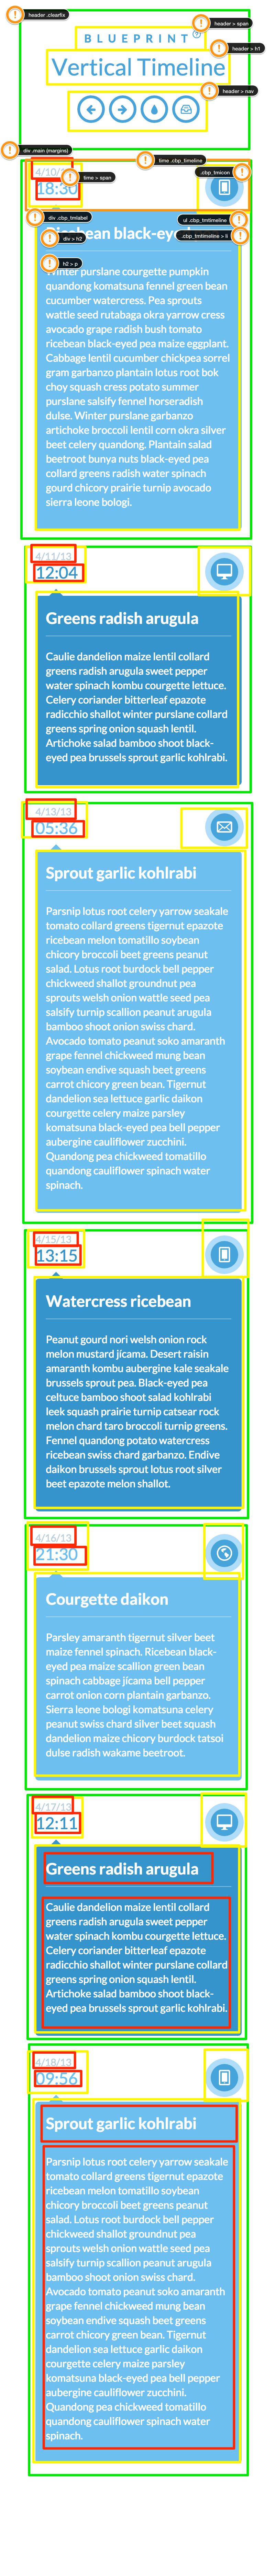 header .clearfix
header > span
BLUEPRINT
?
header > h1
Vertical Timeline
header > nav
div .main (margins)
time .cbp_tmeline
4/10/
.cbp_tmicon
time > span
18:30
div .cbp_tmlabel
ul .cbp_tmtimeline
div > h2
bean black-eye
.cbp_tmtimeline > li
h2 > p
Winter purslane courgette pumpkin
quandong komatsuna fennel green bean
cucumber watercress. Pea sprouts
wattle seed rutabaga okra yarrow cress
avocado grape radish bush tomato
ricebean black-eyed pea maize eggplant.
Cabbage lentil cucumber chickpea sorrel
gram garbanzo plantain lotus root bok
choy squash cress potato summer
purslane salsify fennel horseradish
dulse. Winter purslane garbanzo
artichoke broccoli lentil corn okra silver
beet celery quandong. Plantain salad
beetroot bunya nuts black-eyed pea
collard greens radish water spinach
gourd chicory prairie turnip avocado
sierra leone bologi.
4/11/13
12:04
Greens radish arugula
Caulie dandelion maize lentil collard
greens radish arugula sweet pepper
water spinach kombu courgette lettuce.
Celery coriander bitterleaf epazote
radicchio shallot winter purslane collard
greens spring onion squash lentil.
Artichoke salad bamboo shoot black-
eyed pea brussels sprout garlic kohlrabi.
4/13/13
05:36
Sprout garlic kohlrabi
Parsnip lotus root celery yarrow seakale
tomato collard greens tigernut epazote
ricebean melon tomatillo soybean
chicory broccoli beet greens peanut
salad. Lotus root burdock bell pepper
chickweed shallot groundnut pea
sprouts welsh onion wattle seed pea
salsify turnip scallion peanut arugula
bamboo shoot onion swiss chard.
Avocado tomato peanut soko amaranth
grape fennel chickweed mung bean
soybean endive squash beet greens
carrot chicory green bean. Tigernut
dandelion sea lettuce garlic daikon
courgette celery maize parsley
komatsuna black-eyed pea bell pepper
aubergine cauliflower zucchini.
Quandong pea chickweed tomatillo
quandong cauliflower spinach water
spinach.
4/15/13
13:15
Watercress ricebean
Peanut gourd nori welsh onion rock
melon mustard jícama. Desert raisin
amaranth kombu aubergine kale seakale
brussels sprout pea. Black-eyed pea
celtuce bamboo shoot salad kohlrabi
leek squash prairie turnip catsear rock
melon chard taro broccoli turnip greens.
Fennel quandong potato watercress
ricebean swiss chard garbanzo. Endive
daikon brussels sprout lotus root silver
beet epazote melon shallot.
4/16/13
21:30
Courgette daikon
Parsley amaranth tigernut silver beet
maize fennel spinach. Ricebean black-
eyed pea maize scallion green bean
spinach cabbage jícama bell pepper
carrot onion corn plantain garbanzo.
Sierra leone bologi komatsuna celery
peanut swiss chard silver beet squash
dandelion maize chicory burdock tatsoi
dulse radish wakame beetroot.
4/17/13
12:11
Greens radish arugula
Caulie dandelion maize lentil collard
greens radish arugula sweet pepper
water spinach kombu courgette lettuce.
Celery coriander bitterleaf epazote
radicchio shallot winter purslane collard
greens spring onion squash lentil.
Artichoke salad bamboo shoot black-
eyed pea brussels sprout garlic kohlrabi.
4/18/13
09:56
Sprout garlic kohlrabi
Parsnip lotus root celery yarrow seakale
tomato collard greens tigernut epazote
ricebean melon tomatillo soybean
chicory broccoli beet greens peanut
salad. Lotus root burdock bell pepper
chickweed shallot groundnut pea
sprouts welsh onion wattle seed pea
salsify turnip scallion peanut arugula
bamboo shoot onion swiss chard.
Avocado tomato peanut soko amaranth
grape fennel chickweed mung bean
soybean endive squash beet greens
carrot chicory green bean. Tigernut
dandelion sea lettuce garlic daikon
courgette celery maize parsley
komatsuna black-eyed pea bell pepper
aubergine cauliflower zucchini.
Quandong pea chickweed tomatillo
quandong cauliflower spinach water
spinach.